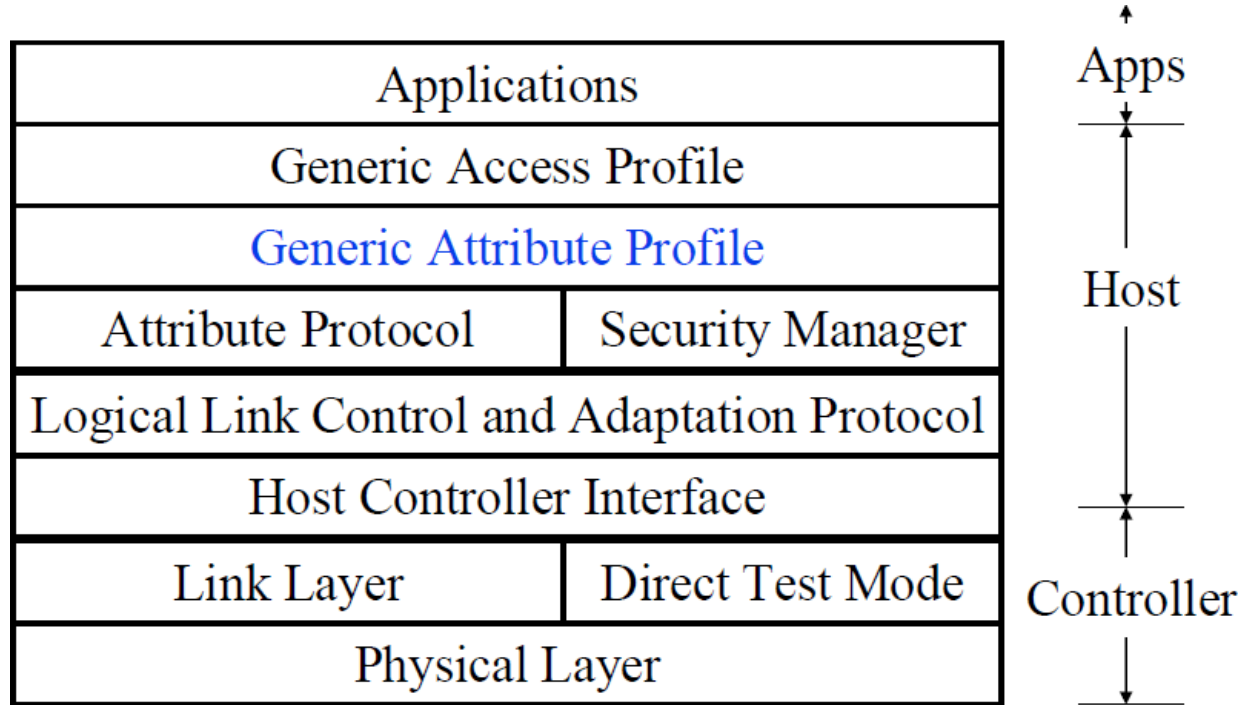 Applications
Generic Access Profile
Generic Attribute Profile
Attribute Protocol
Security Manager
Logical Link Control and Adaptation Protocol
Host Controller Interface
Link Layer
Direct Test Mode
Physical Layer
Apps
Host
Controller